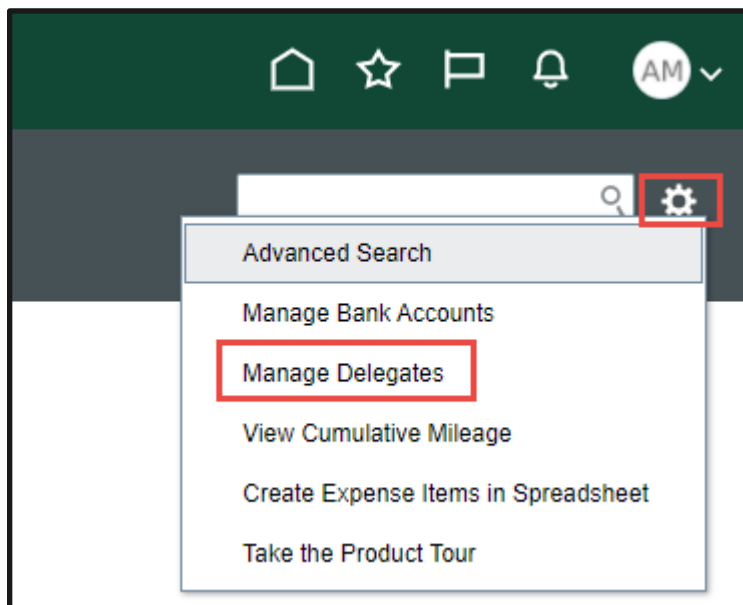 AM
Advanced Search
Manage Bank Accounts
Manage Delegates
View Cumulative Mileage
Create Expense Items in Spreadsheet
Take the Product Tour